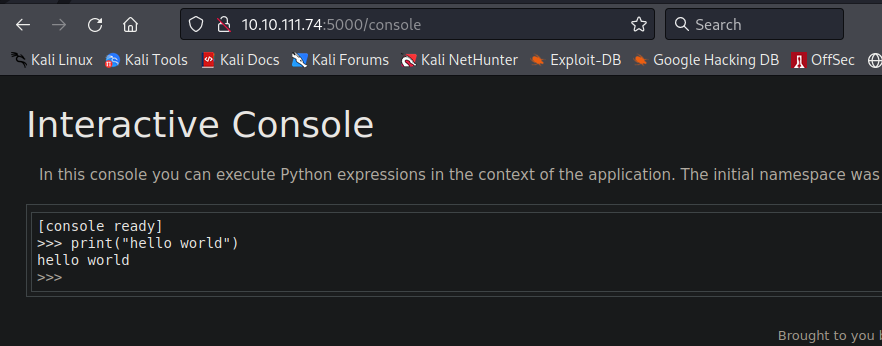 10.10.111.74:5000/console
Search
Kali Linux Kali Tools Kali Docs Kali Forums Kali NetHunter Exploit-DB Google Hacking DB OffSec
Interactive Console
In this console you can execute Python expressions in the context of the application. The initial namespace was
[console ready]
>>> print("hello world")
hello world
>>>
Brought to you